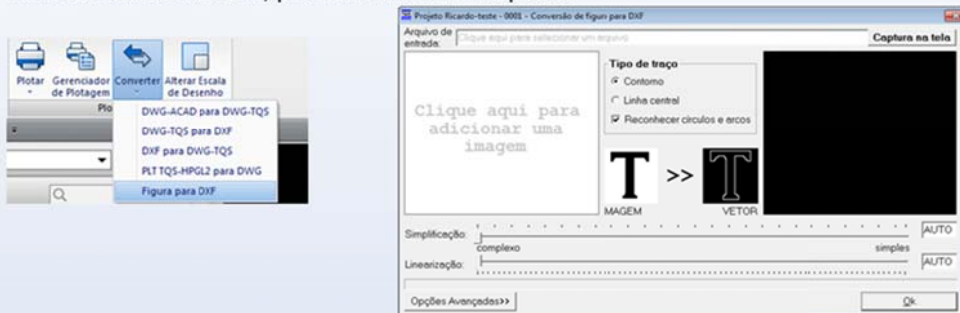 Plotar
Gerenciador de Plotagem
Converter
Alterar Escala de Desenho
Plo
DWG-ACAD para DWG-TQS
DWG-TQS para DXF
DXF para DWG-TQS
PLT TQS-HPGL2 para DWG
Figura para DXF
Projeto Ricardo-teste - 0001 - Conversão de figura para DXF
Arquivo de entrada:
Clique aqui para selecionar um arquivo
Captura na tela
Clique aqui para
adicionar uma
imagem
Tipo de traço
Contorno
Linha central
Reconhecer círculos e arcos
T >> T
MAGEM VETOR
Simplificação:
AUTO
complexo simples
Linearização:
AUTO
Opções Avançadas>>
Ok